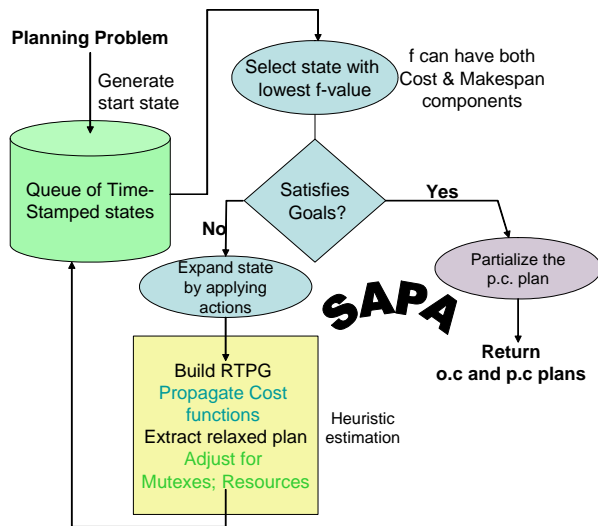 Planning Problem
Generate
start state
Queue of Time-
Stamped states
Select state with
lowest f-value
f can have both
Cost & Makespan
components
Satisfies
Goals?
Yes
No
Expand state
by applying
actions
Partialize the
p.c. plan
SAPA
Return
o.c and p.c plans
Build RTPG
Propagate Cost
functions
Extract relaxed plan
Adjust for
Mutexes; Resources
Heuristic
estimation